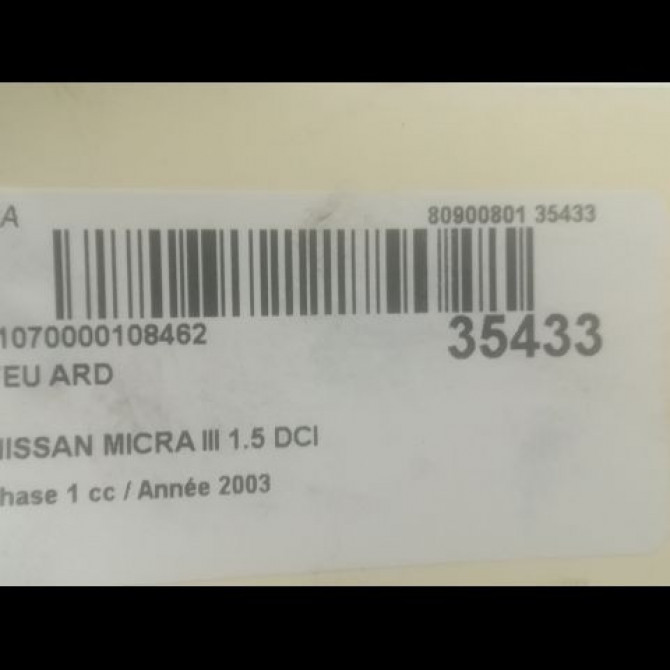 A 80900801 35433
1070000108462 35433
EU ARD
NISSAN MICRA III 1.5 DCI
hase 1 cc / Année 2003